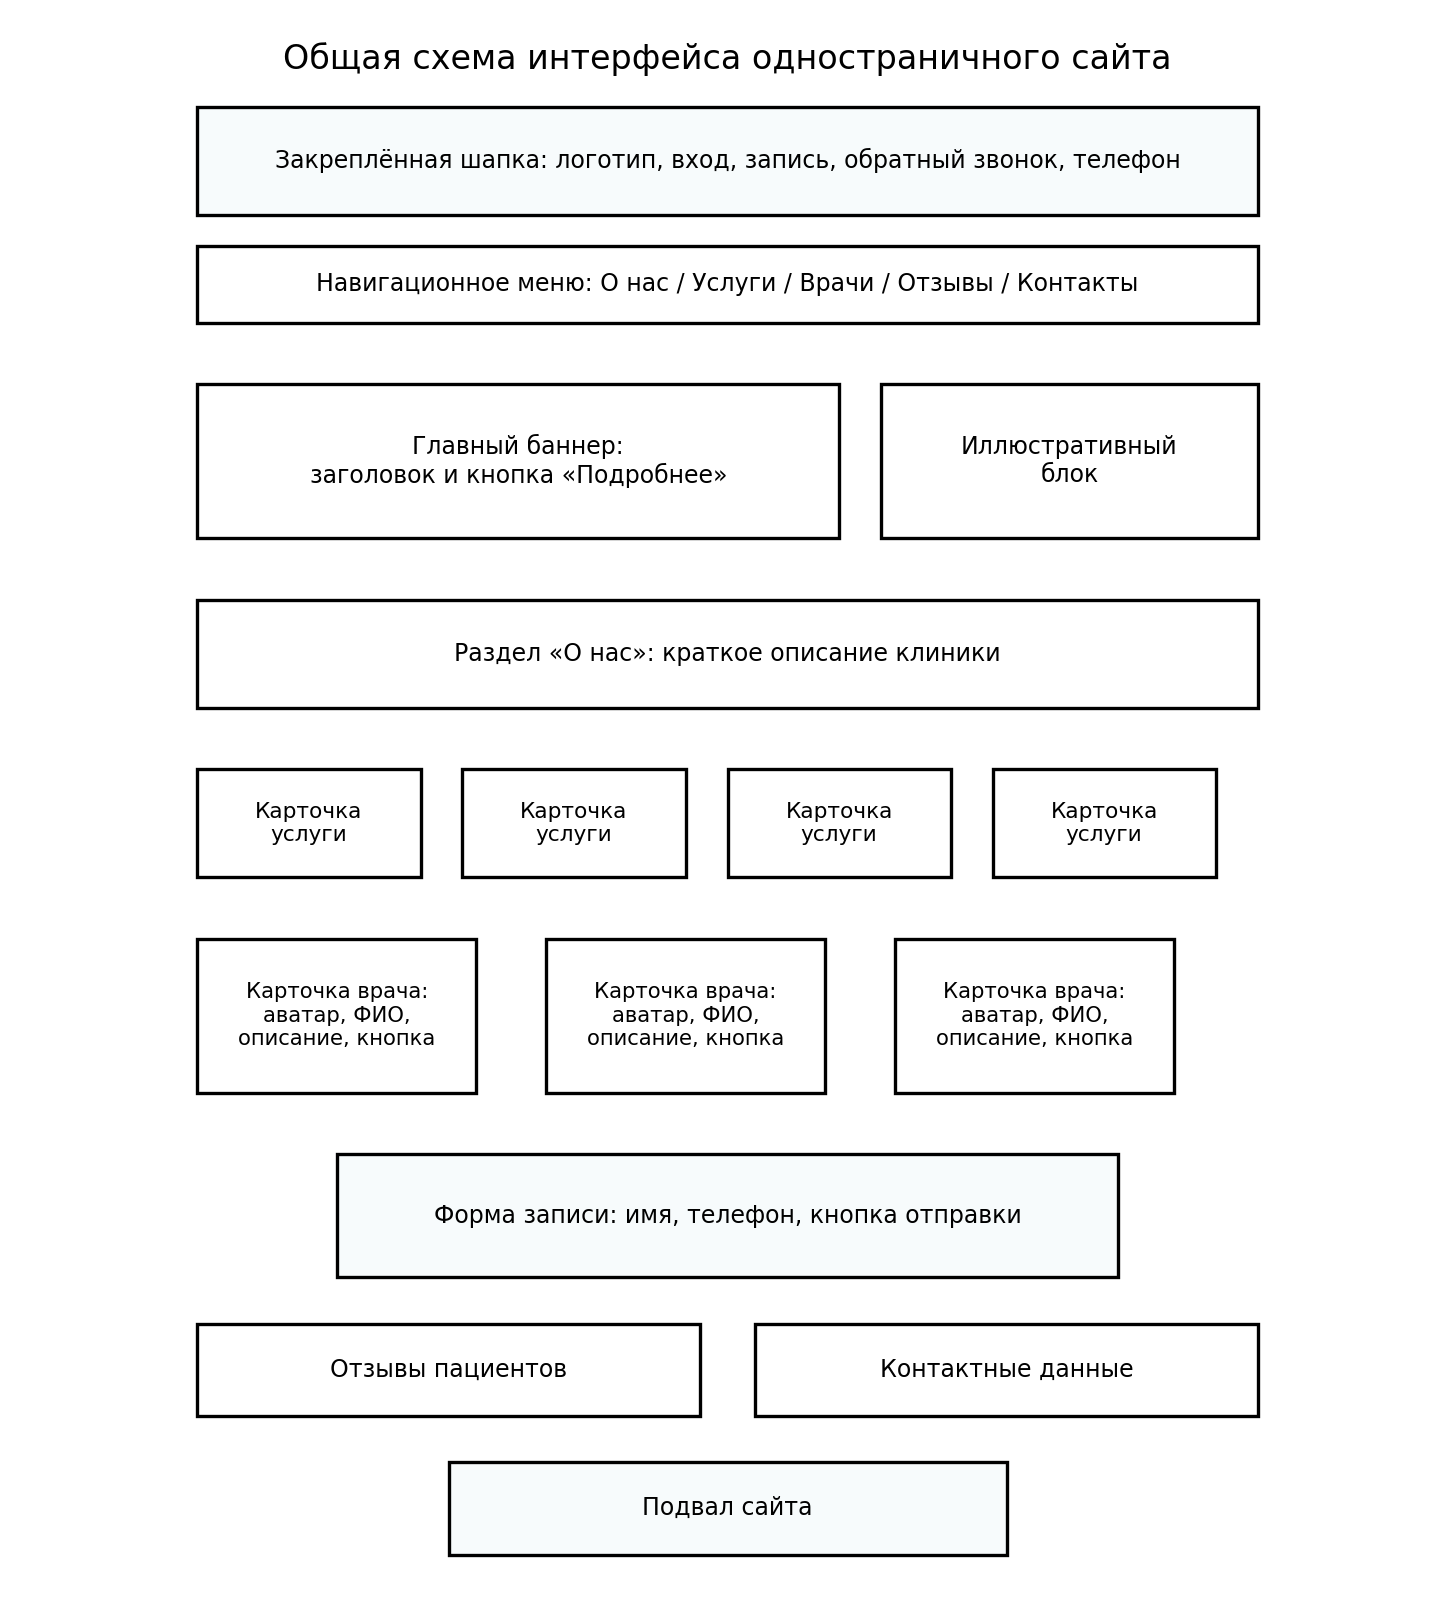 Общая схема интерфейса одностраничного сайта
Закреплённая шапка: логотип, вход, запись, обратный звонок, телефон
Навигационное меню: О нас / Услуги / Врачи / Отзывы / Контакты
Главный баннер:
заголовок и кнопка «Подробнее»
Иллюстративный
блок
Раздел «О нас»: краткое описание клиники
Карточка
услуги
Карточка
услуги
Карточка
услуги
Карточка
услуги
Карточка врача:
аватар, ФИО,
описание, кнопка
Карточка врача:
аватар, ФИО,
описание, кнопка
Карточка врача:
аватар, ФИО,
описание, кнопка
Форма записи: имя, телефон, кнопка отправки
Отзывы пациентов
Контактные данные
Подвал сайта